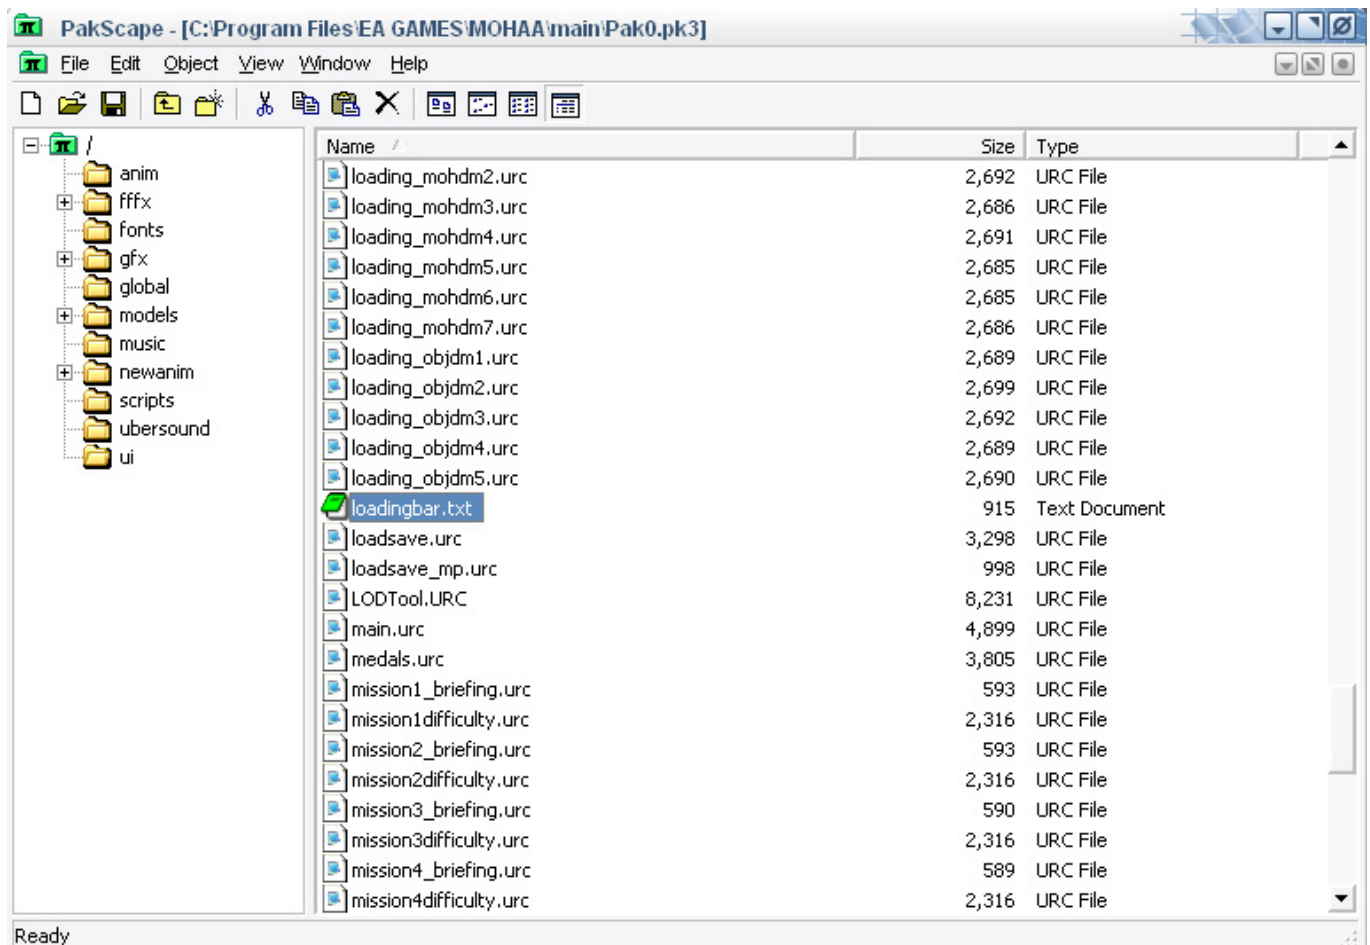 PakScape - [C:\Program Files\EA GAMES\MOHAA\main\Pak0.pk3]
File Edit Object View Window Help
/
anim
fffx
fonts
gfx
global
models
music
newanim
scripts
ubersound
ui
Name Size Type
loading_mohdm2.urc 2,692 URC File
loading_mohdm3.urc 2,686 URC File
loading_mohdm4.urc 2,691 URC File
loading_mohdm5.urc 2,685 URC File
loading_mohdm6.urc 2,685 URC File
loading_mohdm7.urc 2,686 URC File
loading_objdm1.urc 2,689 URC File
loading_objdm2.urc 2,699 URC File
loading_objdm3.urc 2,692 URC File
loading_objdm4.urc 2,689 URC File
loading_objdm5.urc 2,690 URC File
loadingbar.txt 915 Text Document
loadsave.urc 3,298 URC File
loadsave_mp.urc 998 URC File
LODTool.URC 8,231 URC File
main.urc 4,899 URC File
medals.urc 3,805 URC File
mission1_briefing.urc 593 URC File
mission1difficulty.urc 2,316 URC File
mission2_briefing.urc 593 URC File
mission2difficulty.urc 2,316 URC File
mission3_briefing.urc 590 URC File
mission3difficulty.urc 2,316 URC File
mission4_briefing.urc 589 URC File
mission4difficulty.urc 2,316 URC File
Ready